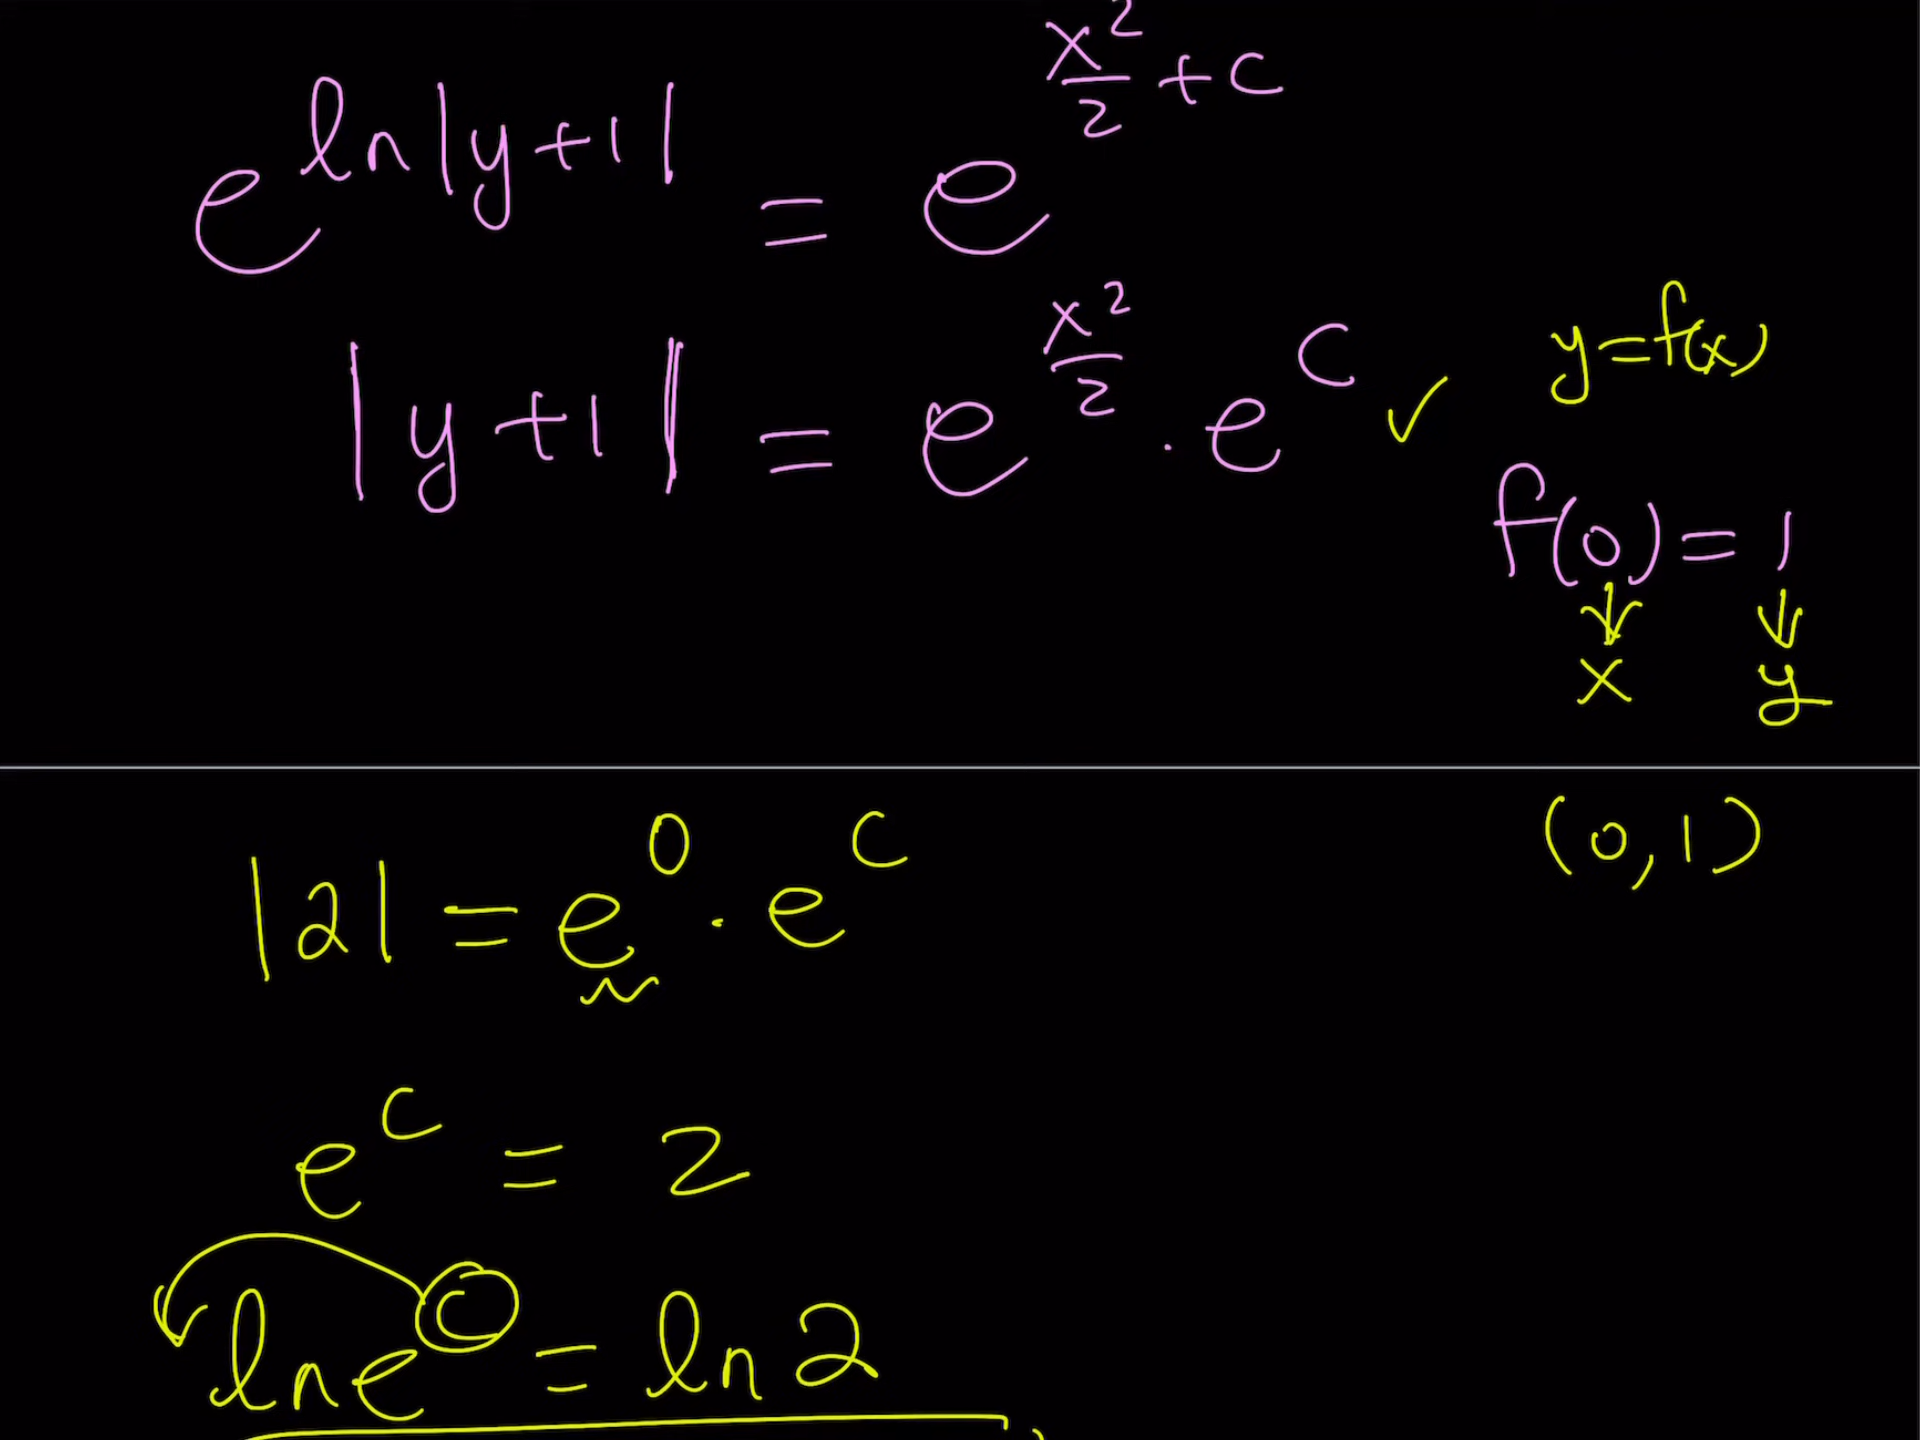 e^{ln|y+1|} = e^{x²/2 + c}
|y+1| = e^{x²/2} · e^c ✓
y=f(x)
f(0) = 1
↓ ↓
x y
|2| = e^0 · e^c
(0,1)
e^c = 2
ln e^c = ln 2